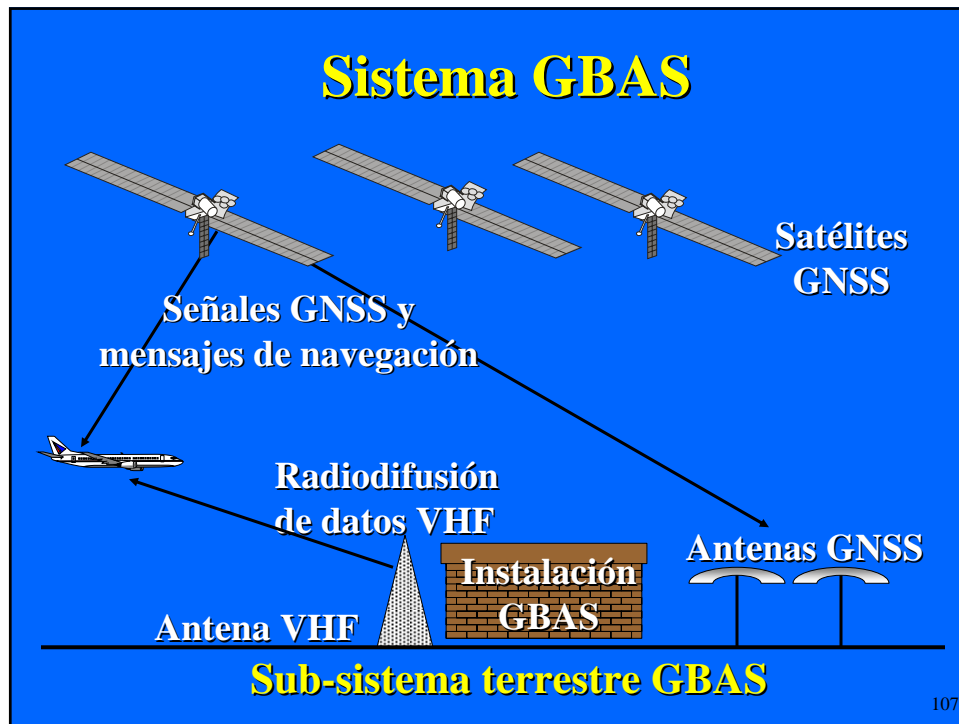 Sistema GBAS
Satélites
GNSS
Señales GNSS y
mensajes de navegación
Radiodifusión
de datos VHF
Antenas GNSS
Instalación
GBAS
Antena VHF
Sub-sistema terrestre GBAS
107